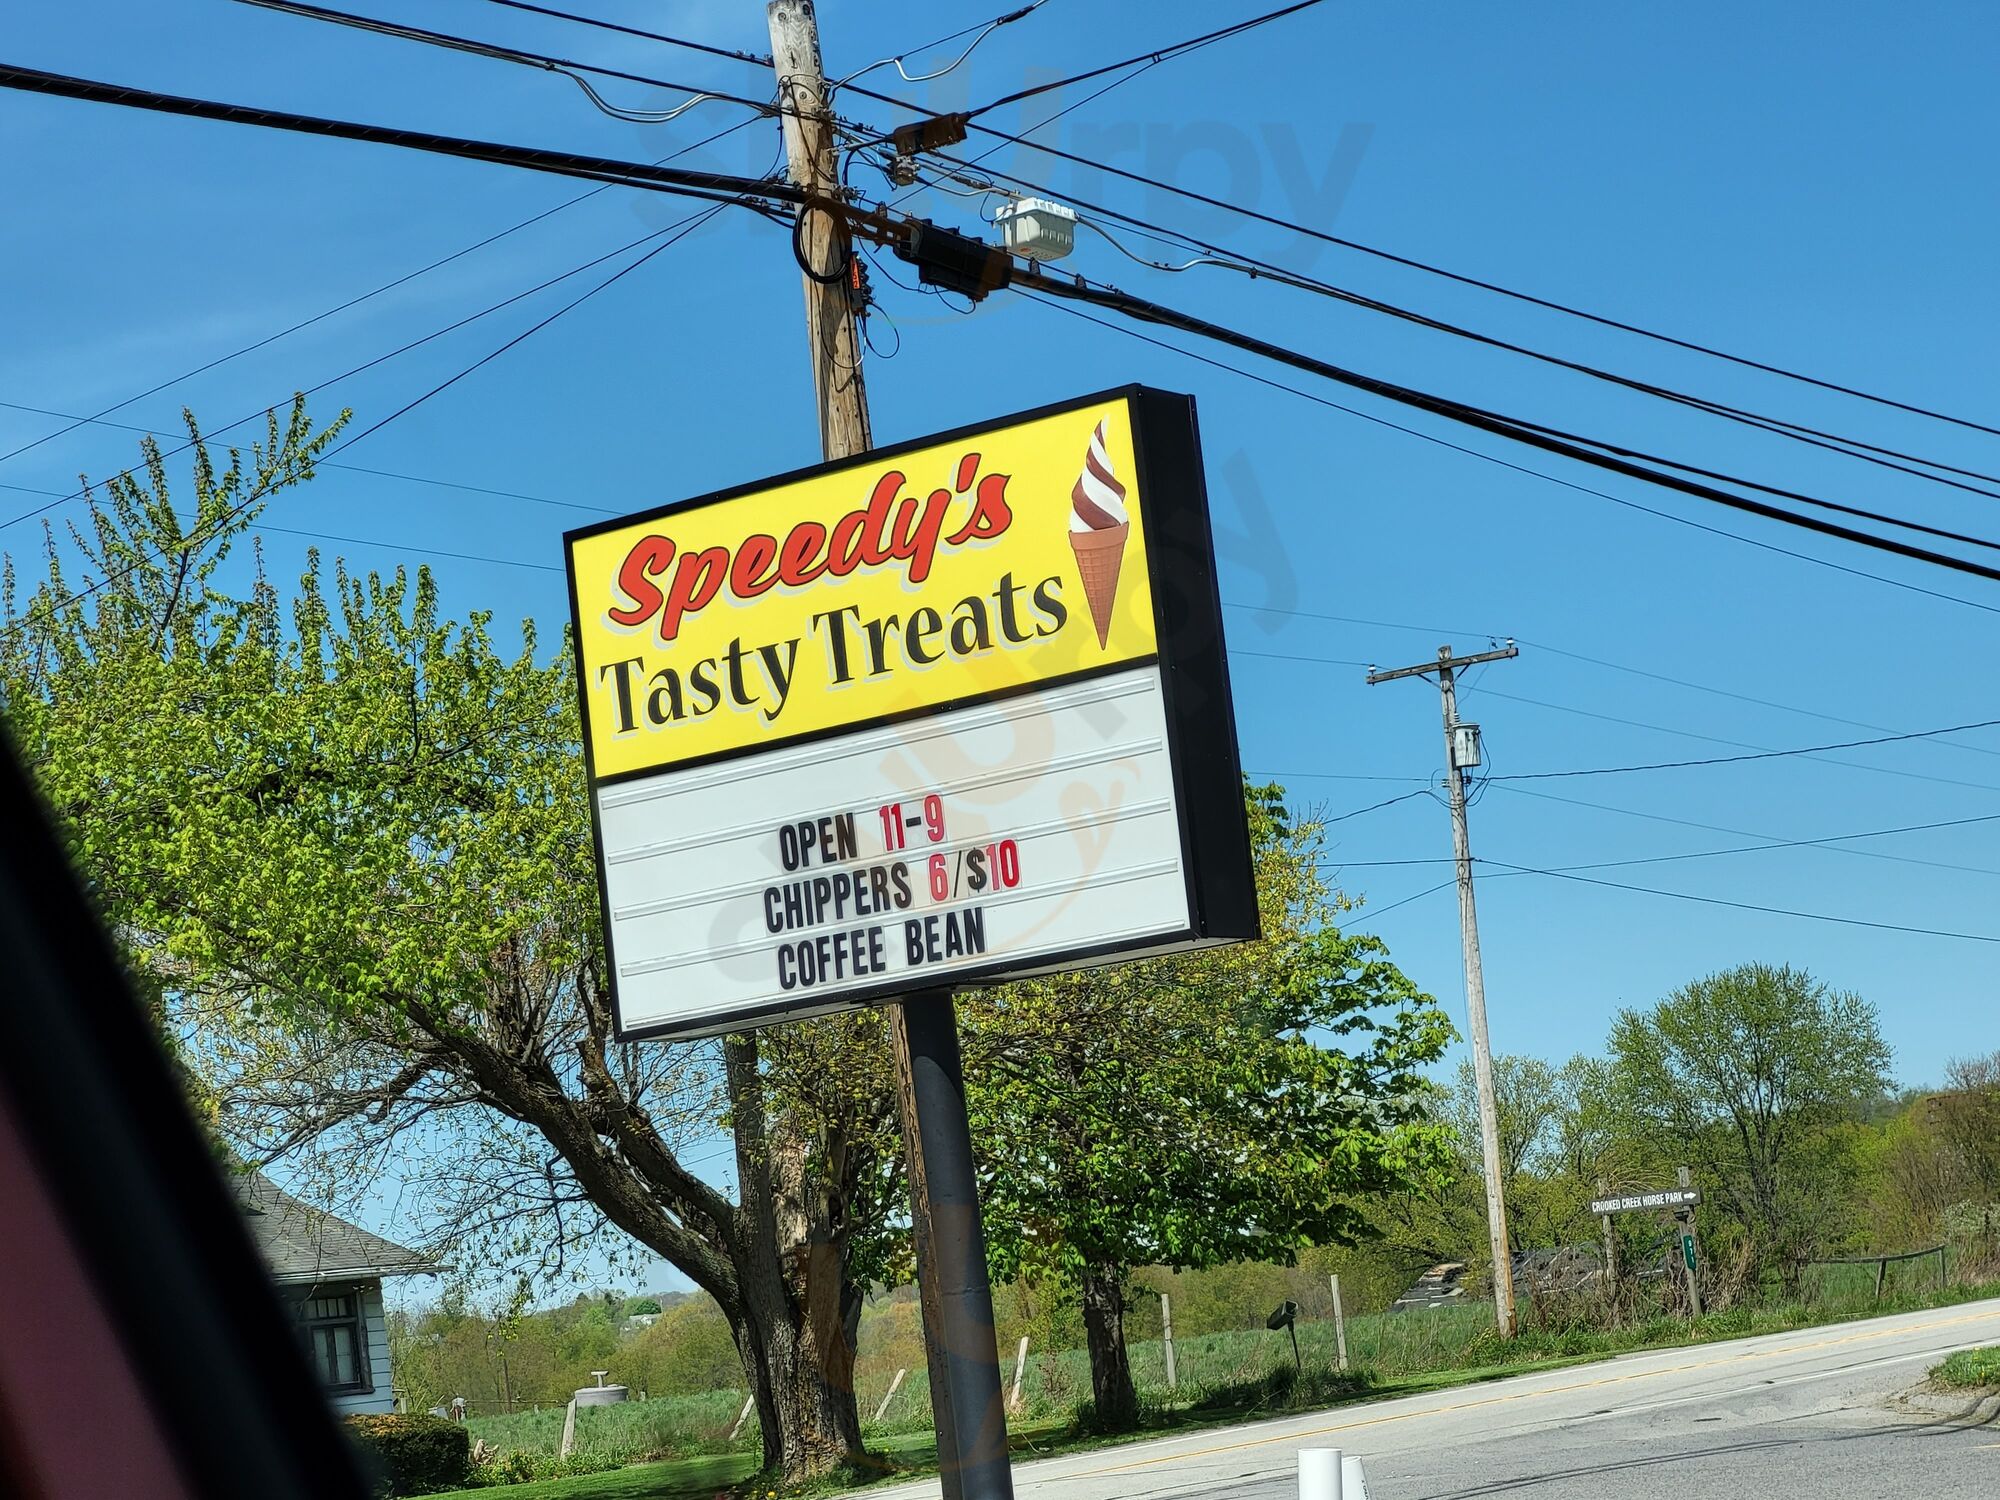 Speedy's
Tasty Treats
OPEN 11-9
CHIPPERS 6/$10
COFFEE BEAN
CROOKED CREEK HORSE PARK